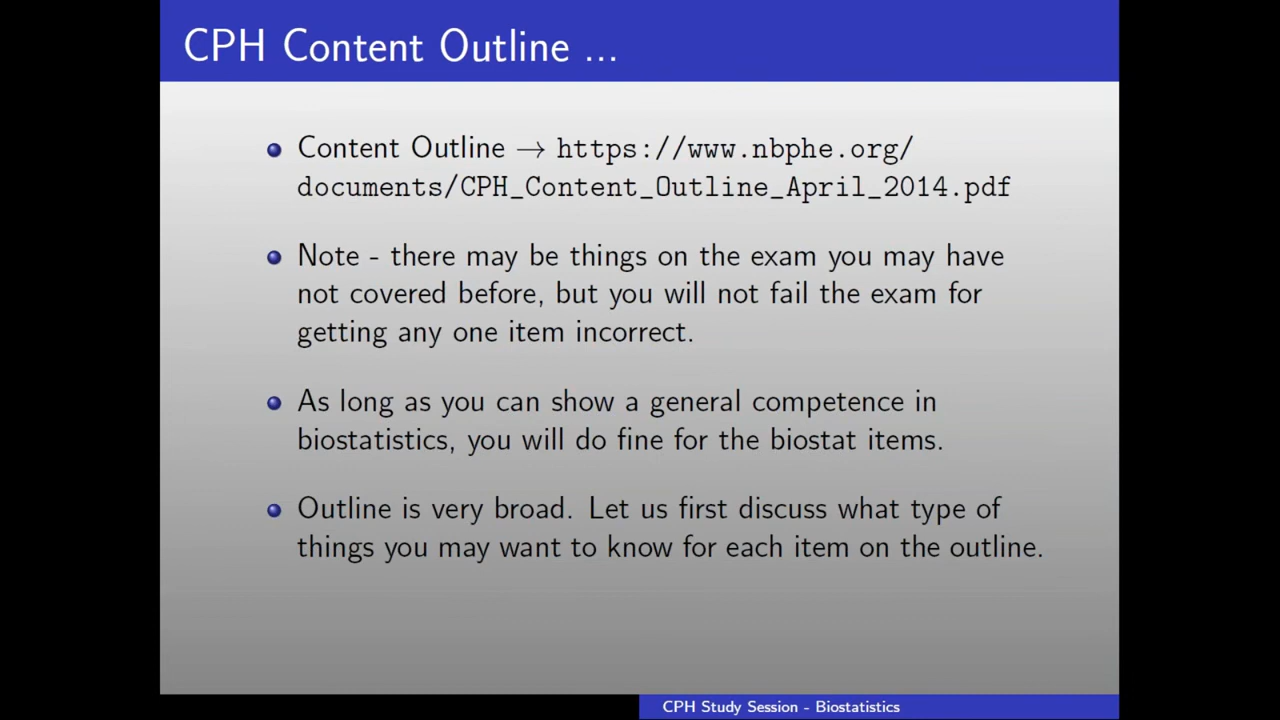 CPH Content Outline ...
Content Outline → https://www.nbphe.org/
documents/CPH_Content_Outline_April_2014.pdf
Note - there may be things on the exam you may have
not covered before, but you will not fail the exam for
getting any one item incorrect.
As long as you can show a general competence in
biostatistics, you will do fine for the biostat items.
Outline is very broad. Let us first discuss what type of
things you may want to know for each item on the outline.
CPH Study Session - Biostatistics